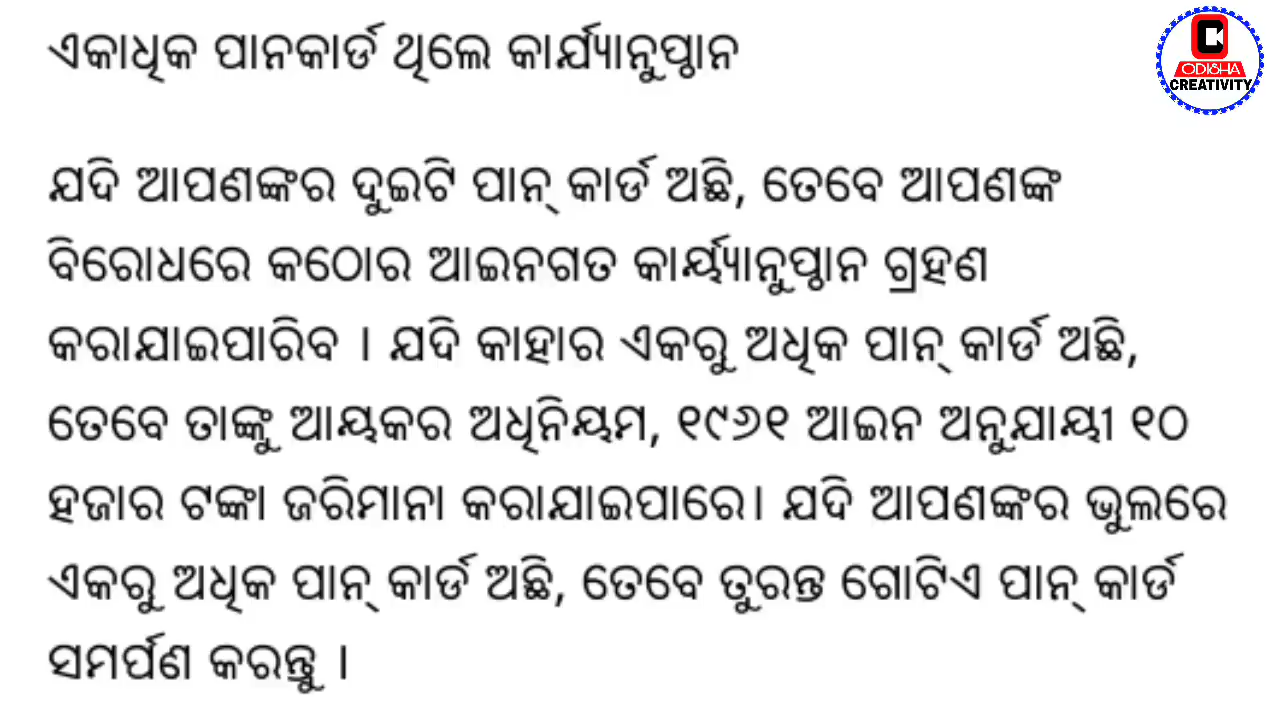 ଏକାଧିକ ପାନକାର୍ଡ ଥିଲେ କାର୍ଯ୍ୟାନୁଷ୍ଠାନ
ODISHA
CREATIVITY
ଯଦି ଆପଣଙ୍କର ଦୁଇଟି ପାନ୍ କାର୍ଡ ଅଛି, ତେବେ ଆପଣଙ୍କ
ବିରୋଧରେ କଠୋର ଆଇନଗତ କାର୍ୟ୍ୟାନୁଷ୍ଠାନ ଗ୍ରହଣ
କରାଯାଇପାରିବ । ଯଦି କାହାର ଏକରୁ ଅଧିକ ପାନ୍ କାର୍ଡ ଅଛି,
ତେବେ ତାଙ୍କୁ ଆୟକର ଅଧିନିୟମ, ୧୯୬୧ ଆଇନ ଅନୁଯାୟୀ ୧୦
ହଜାର ଟଙ୍କା ଜରିମାନା କରାଯାଇପାରେ। ଯଦି ଆପଣଙ୍କର ଭୁଲରେ
ଏକରୁ ଅଧିକ ପାନ୍ କାର୍ଡ ଅଛି, ତେବେ ତୁରନ୍ତ ଗୋଟିଏ ପାନ୍ କାର୍ଡ
ସମର୍ପଣ କରନ୍ତୁ ।